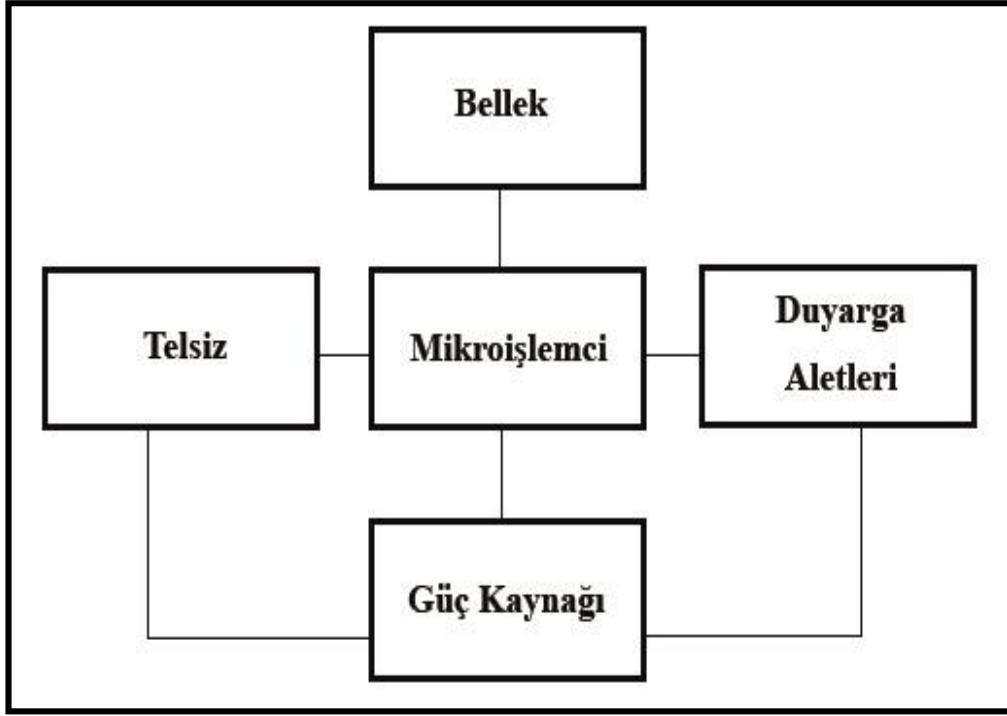 Bellek
Telsiz
Mikroişlemci
Duyarga
Aletleri
Güç Kaynağı